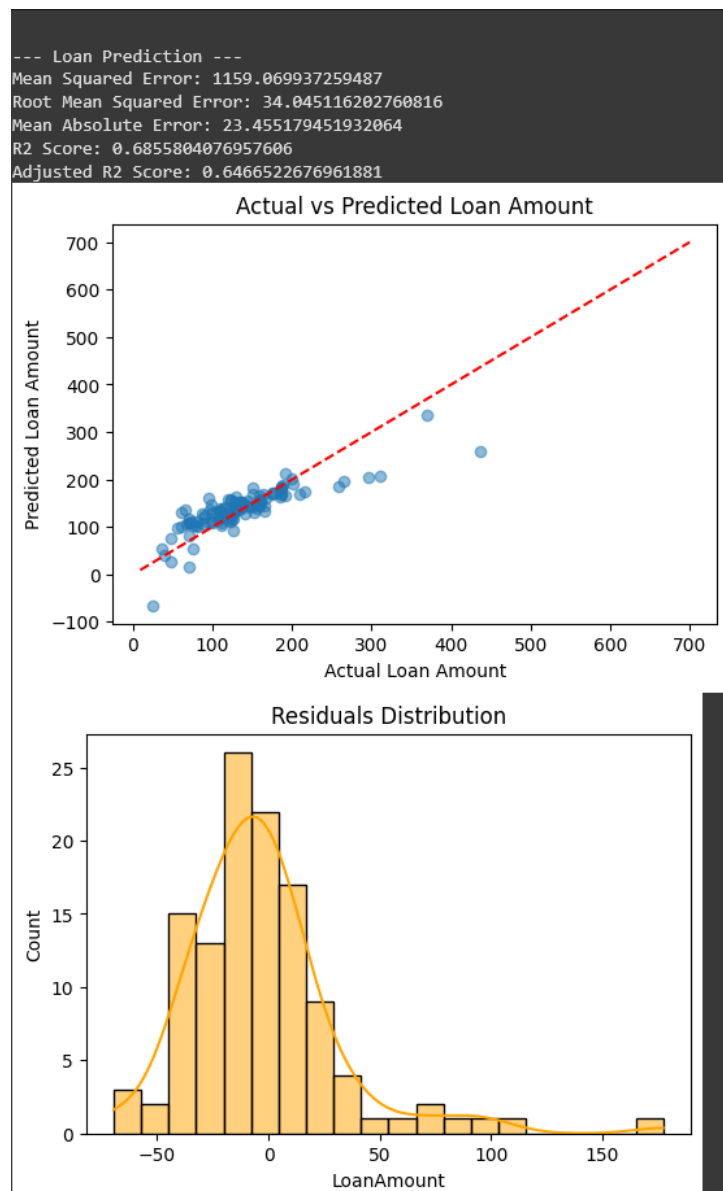 --- Loan Prediction ---
Mean Squared Error: 1159.069937259487
Root Mean Squared Error: 34.045116202760816
Mean Absolute Error: 23.455179451932064
R2 Score: 0.6855804076957606
Adjusted R2 Score: 0.6466522676961881
Actual vs Predicted Loan Amount
700
600
500
400
300
200
100
0
−100
Predicted Loan Amount
0 100 200 300 400 500 600 700
Actual Loan Amount
Residuals Distribution
25
20
15
10
5
0
Count
−50 0 50 100 150
LoanAmount